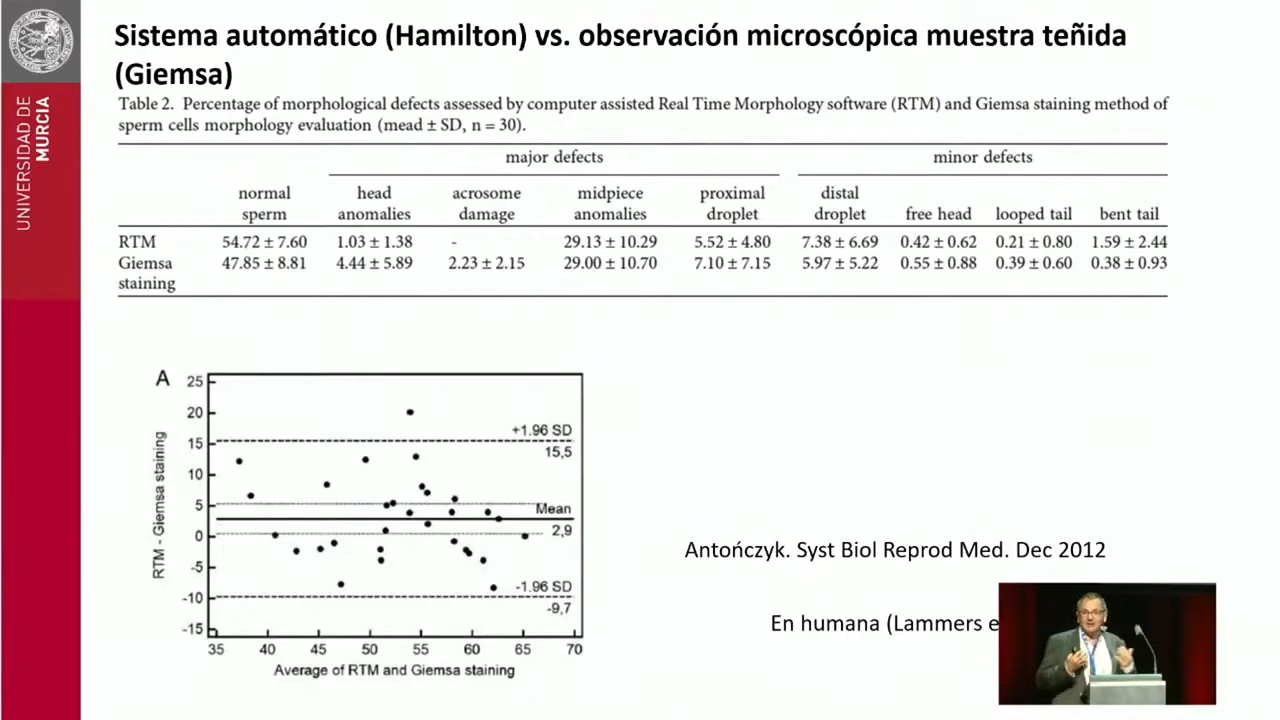 Sistema automático (Hamilton) vs. observación microscópica muestra teñida
(Giemsa)
UNIVERSIDAD DE
MURCIA
Table 2. Percentage of morphological defects assessed by computer assisted Real Time Morphology software (RTM) and Giemsa staining method of
sperm cells morphology evaluation (mead ± SD, n = 30).
major defects minor defects
normal head acrosome midpiece proximal distal
sperm anomalies damage anomalies droplet droplet free head looped tail bent tail
RTM 54.72 ± 7.60 1.03 ± 1.38 - 29.13 ± 10.29 5.52 ± 4.80 7.38 ± 6.69 0.42 ± 0.62 0.21 ± 0.80 1.59 ± 2.44
Giemsa 47.85 ± 8.81 4.44 ± 5.89 2.23 ± 2.15 29.00 ± 10.70 7.10 ± 7.15 5.97 ± 5.22 0.55 ± 0.88 0.39 ± 0.60 0.38 ± 0.93
staining
A
RTM - Giemsa staining
25
20
15
10
5
0
-5
-10
-15
+1.96 SD
15,5
Mean
2,9
-1.96 SD
-9,7
35 40 45 50 55 60 65 70
Average of RTM and Giemsa staining
Antończyk. Syst Biol Reprod Med. Dec 2012
En humana (Lammers e